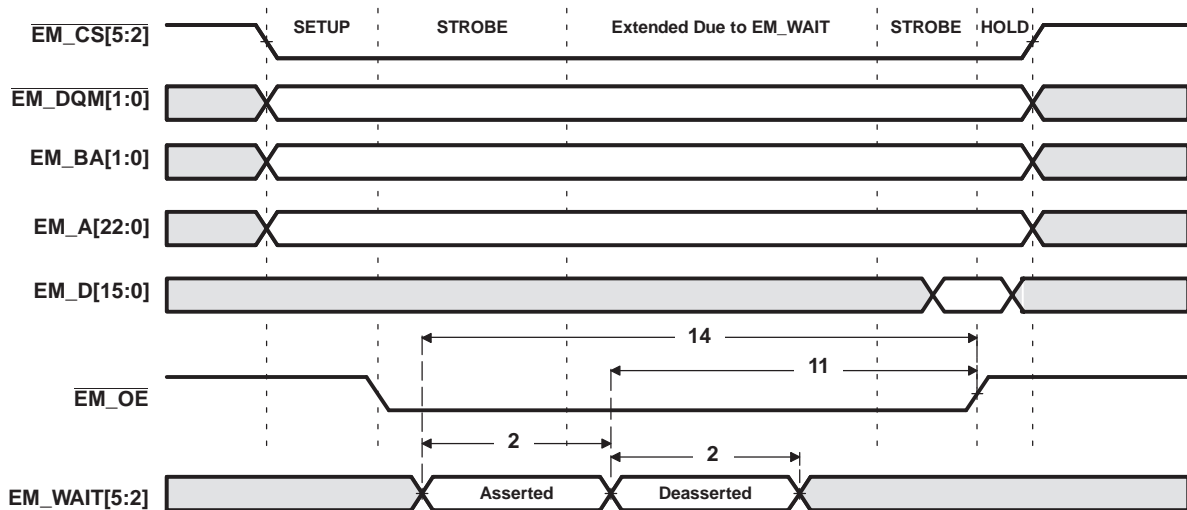 EM_CS[5:2] SETUP STROBE Extended Due to EM_WAIT STROBE HOLD
EM_DQM[1:0]
EM_BA[1:0]
EM_A[22:0]
EM_D[15:0]
14
11
EM_OE
2
2
EM_WAIT[5:2] Asserted Deasserted